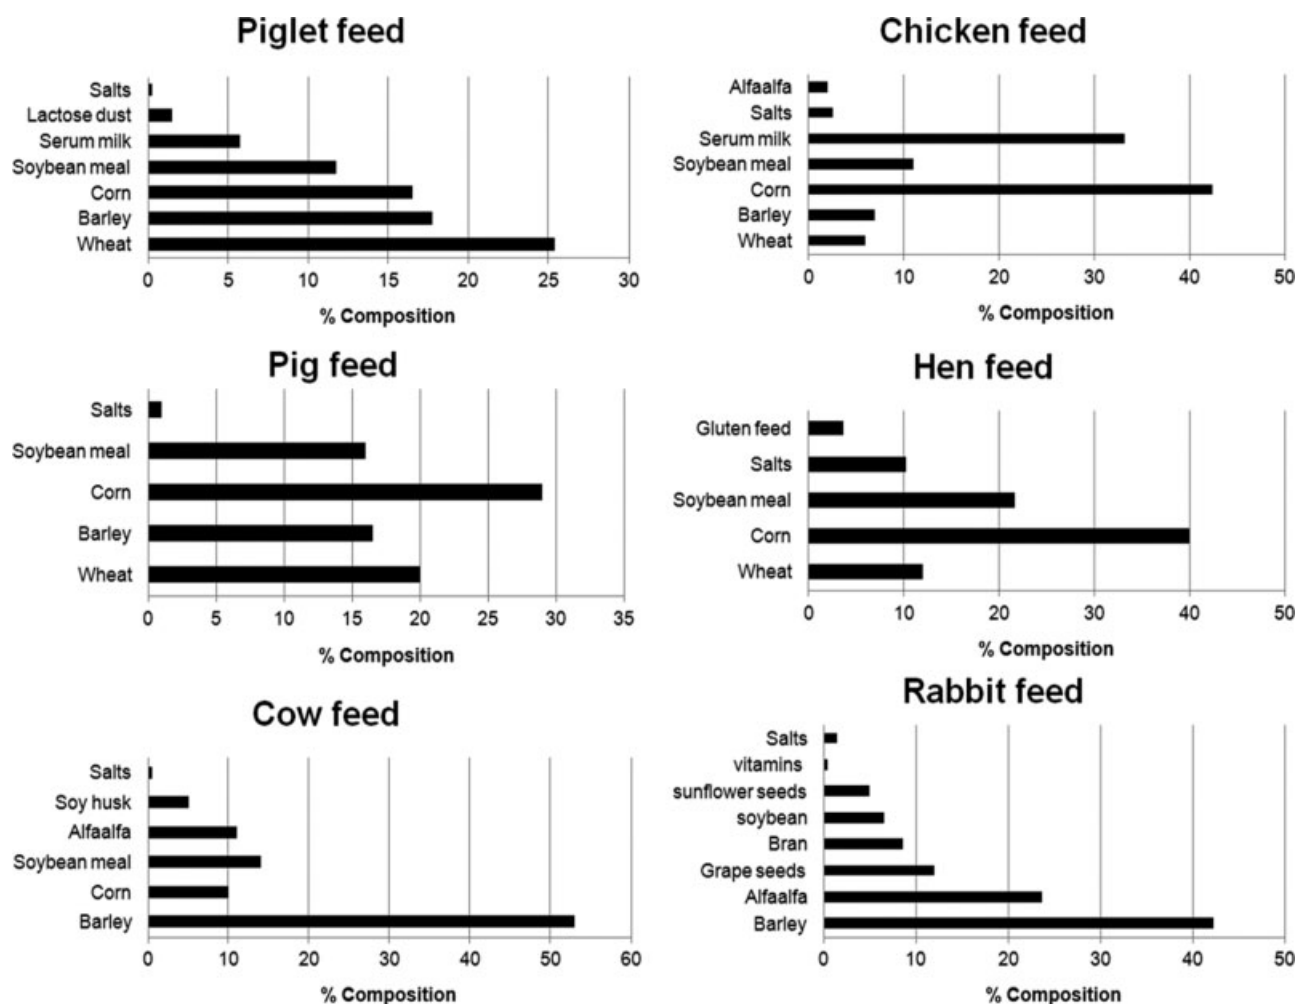 Piglet feed
Salts
Lactose dust
Serum milk
Soybean meal
Corn
Barley
Wheat
0 5 10 15 20 25 30
% Composition
Chicken feed
Alfaalfa
Salts
Serum milk
Soybean meal
Corn
Barley
Wheat
0 10 20 30 40 50
% Composition
Pig feed
Salts
Soybean meal
Corn
Barley
Wheat
0 5 10 15 20 25 30 35
% Composition
Hen feed
Gluten feed
Salts
Soybean meal
Corn
Wheat
0 10 20 30 40 50
% Composition
Cow feed
Salts
Soy husk
Alfaalfa
Soybean meal
Corn
Barley
0 10 20 30 40 50 60
% Composition
Rabbit feed
Salts
vitamins
sunflower seeds
soybean
Bran
Grape seeds
Alfaalfa
Barley
0 10 20 30 40 50
% Composition